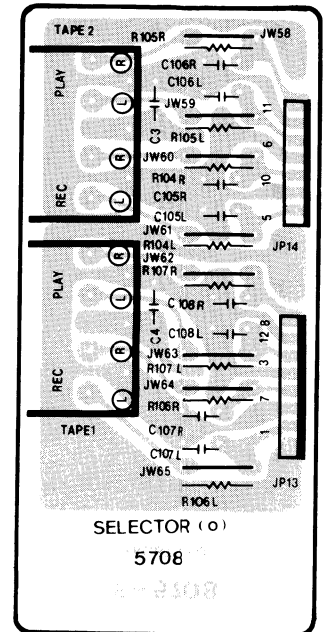 TAPE 2
R105R
JW58
R
C106R
C106L
PLAY
L
JW59
11
C3
R105L
6
R
JW60
R104R
10
C105R
REC
L
C105L
5
JW61
R104L
JP14
R
JW62
R107R
PLAY
L
C108R
C4
C108L
12 8
R
JW63
R107L
3
REC
JW64
7
L
R106R
TAPE1
C107R
1
C107L
JW65
JP13
R106L
SELECTOR (O)
5708